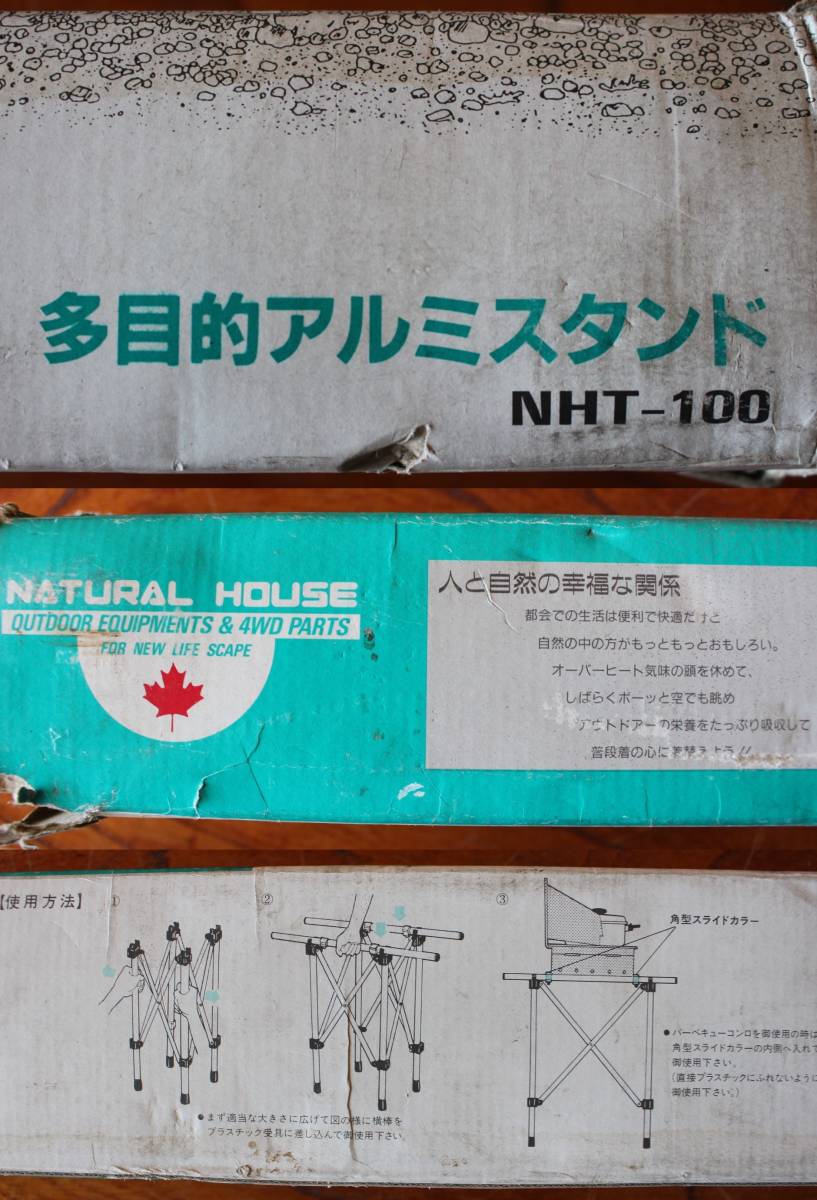 多目的アルミスタンド
NHT-100
NATURAL HOUSE
OUTDOOR EQUIPMENTS & 4WD PARTS
FOR NEW LIFE SCAPE
人と自然の幸福な関係
都会での生活は便利で快適だけど
自然の中の方がもっともっとおもしろい。
オーバーヒート気味の頭を休めて、
しばらくボーッと空でも眺め
アウトドアーの栄養をたっぷり吸収して
普段着の心に着替えよう!!
【使用方法】
①
②
③
角型スライドカラー
●まず適当な大きさに広げて図の様に横棒を
プラスチック受具に差し込んで御使用下さい。
●バーベキューコンロを御使用の時は
角型スライドカラーの内側へ入れて
御使用下さい。
(直接プラスチックにふれないように
御使用下さい。)